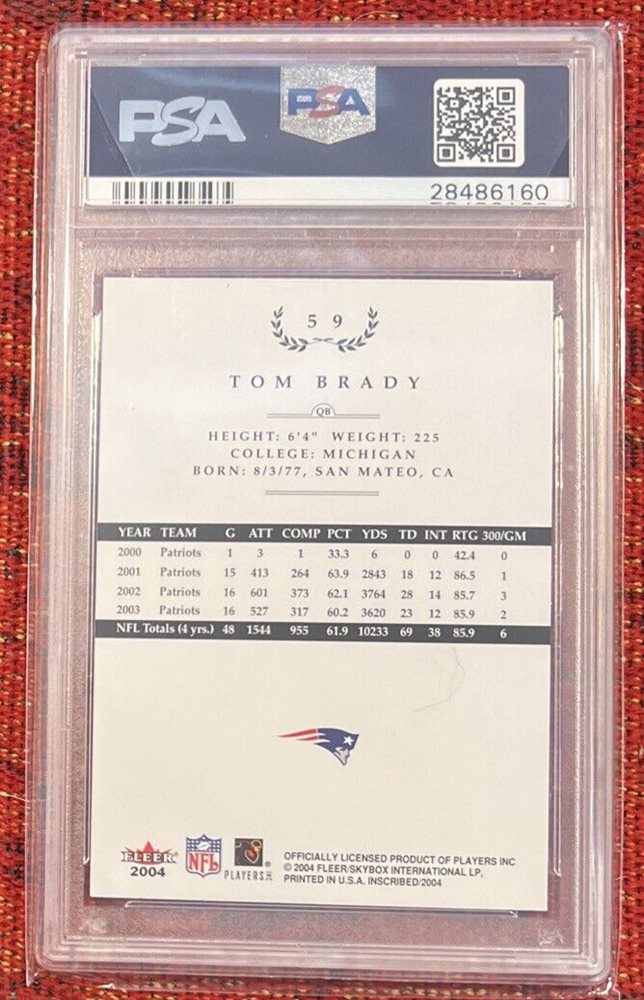 PSA
PSA
28486160
59
TOM BRADY
QB
HEIGHT: 6'4" WEIGHT: 225
COLLEGE: MICHIGAN
BORN: 8/3/77, SAN MATEO, CA
YEAR TEAM G ATT COMP PCT YDS TD INT RTG 300/GM
2000 Patriots 1 3 1 33.3 6 0 0 42.4 0
2001 Patriots 15 413 264 63.9 2843 18 12 86.5 1
2002 Patriots 16 601 373 62.1 3764 28 14 85.7 3
2003 Patriots 16 527 317 60.2 3620 23 12 85.9 2
NFL Totals (4 yrs.) 48 1544 955 61.9 10233 69 38 85.9 6
FLEER
2004
NFL
PLAYERS INC ®
OFFICIALLY LICENSED PRODUCT OF PLAYERS INC
© 2004 FLEER/SKYBOX INTERNATIONAL LP,
PRINTED IN U.S.A. INSCRIBED/2004